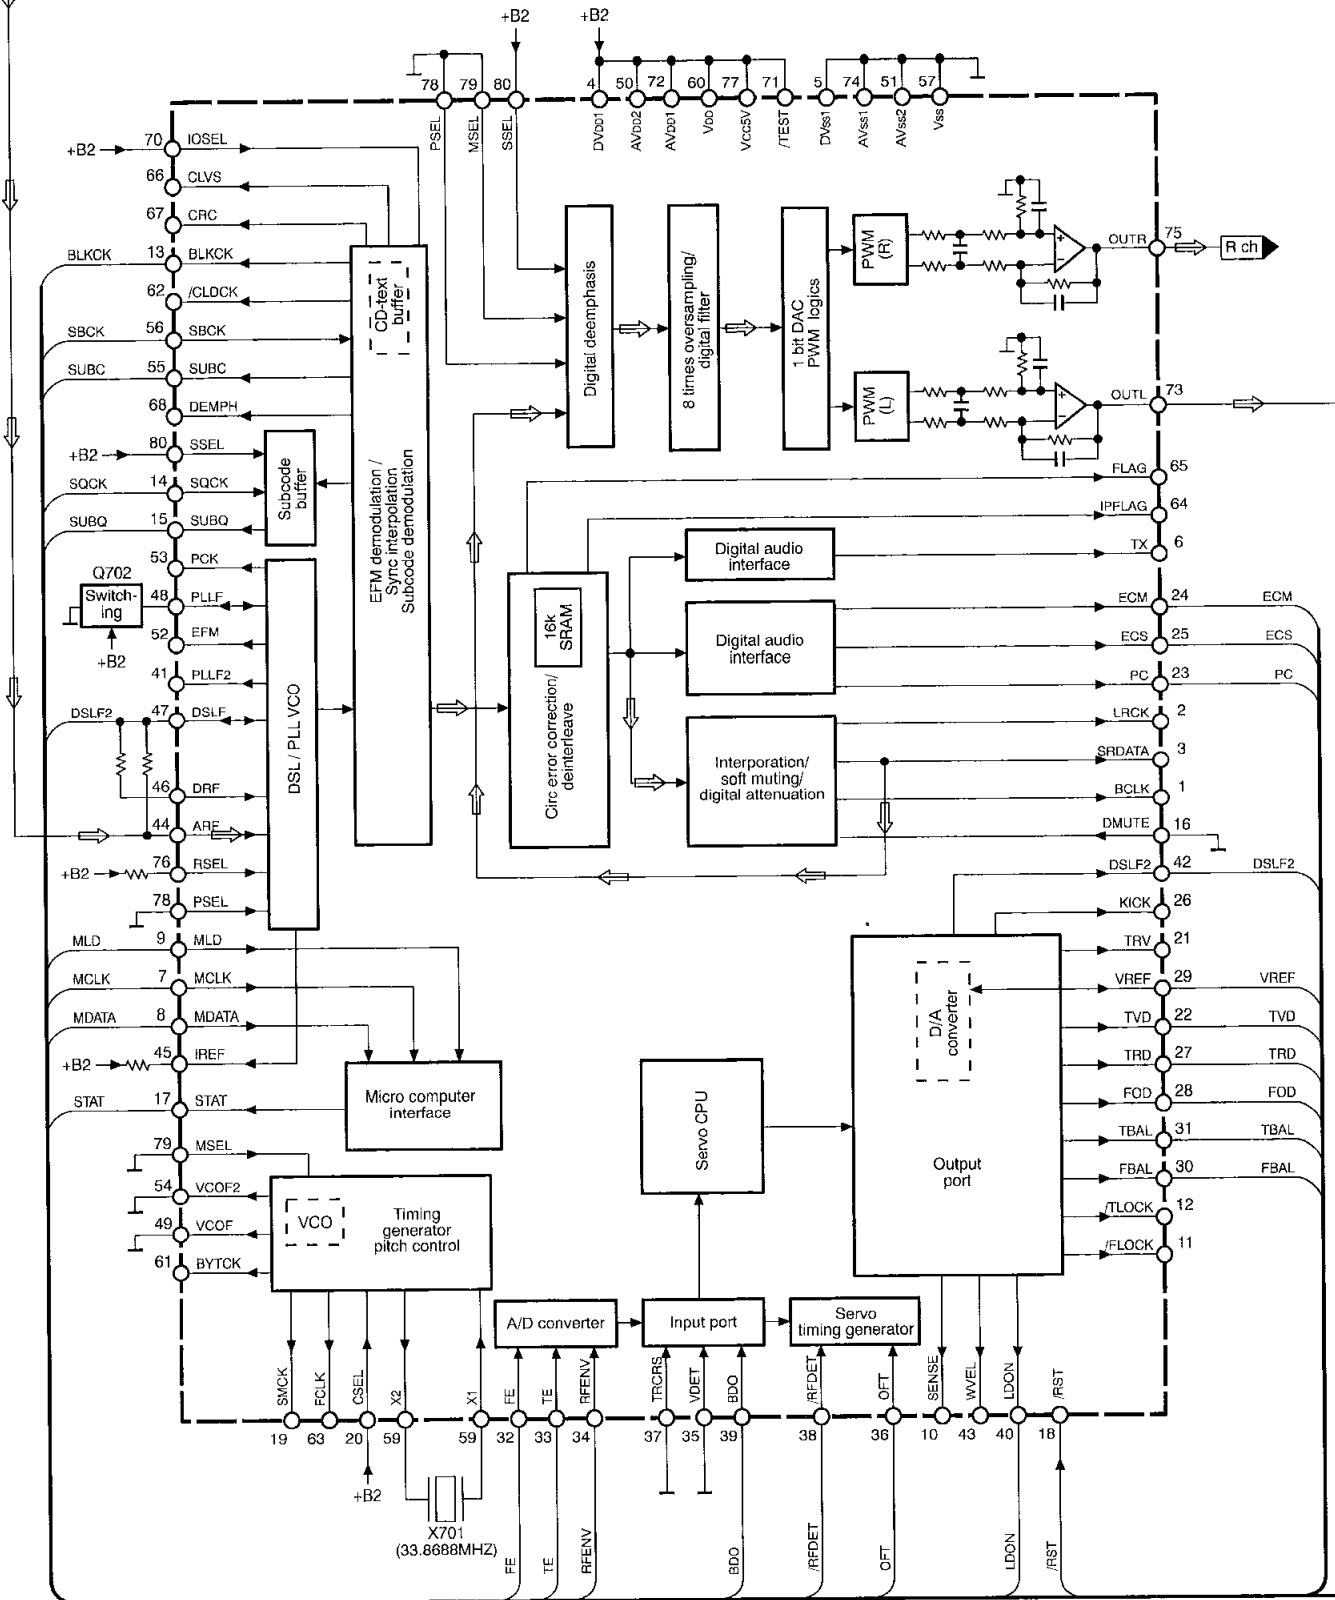 +B2
+B2
78
79
80
4
50
72
60
77
71
5
74
51
57
PSEL
MSEL
SSEL
DVDD1
AVDD2
AVDD1
VDD
VCC5V
/TEST
DVss1
AVss1
AVss2
Vss
+B2
70
IOSEL
66
CLVS
67
CRC
BLKCK
13
BLKCK
62
/CLDCK
SBCK
56
SBCK
SUBC
55
SUBC
68
DEMPH
+B2
80
SSEL
SQCK
14
SQCK
SUBQ
15
SUBQ
53
PCK
Q702
Switch-
ing
+B2
48
PLLF
52
EFM
41
PLLF2
DSLF2
47
DSLF
46
DRF
44
ARF
+B2
76
RSEL
78
PSEL
MLD
9
MLD
MCLK
7
MCLK
MDATA
8
MDATA
+B2
45
IREF
STAT
17
STAT
79
MSEL
54
VCOF2
49
VCOF
61
BYTCK
CD-text
buffer
EFM demodulation /
Sync interpolation
Subcode demodulation
Subcode
buffer
DSL / PLL VCO
Digital deemphasis
8 times oversampling/
digital filter
1 bit DAC
PWM logics
PWM
(R)
PWM
(L)
OUTR
75
R ch
OUTL
73
FLAG
65
IPFLAG
64
TX
6
16k
SRAM
Circ error correction/
deinterleave
Digital audio
interface
Digital audio
interface
Interporation/
soft muting/
digital attenuation
ECM
24
ECM
ECS
25
ECS
PC
23
PC
LRCK
2
SRDATA
3
BCLK
1
DMUTE
16
DSLF2
42
DSLF2
KICK
26
TRV
21
VREF
29
VREF
TVD
22
TVD
TRD
27
TRD
FOD
28
FOD
TBAL
31
TBAL
FBAL
30
FBAL
/TLOCK
12
/FLOCK
11
D/A
converter
Output
port
Servo CPU
Micro computer
interface
VCO
Timing
generator
pitch control
A/D converter
Input port
Servo
timing generator
SMCK
FCLK
CSEL
X2
X1
FE
TE
RFENV
TRCRS
VDET
BDO
/RFDET
OFT
SENSE
WVEL
LDON
/RST
19
63
20
59
59
32
33
34
37
35
39
38
36
10
43
40
18
+B2
X701
(33.8688MHZ)
FE
TE
RFENV
BDO
/RFDET
OFT
LDON
/RST